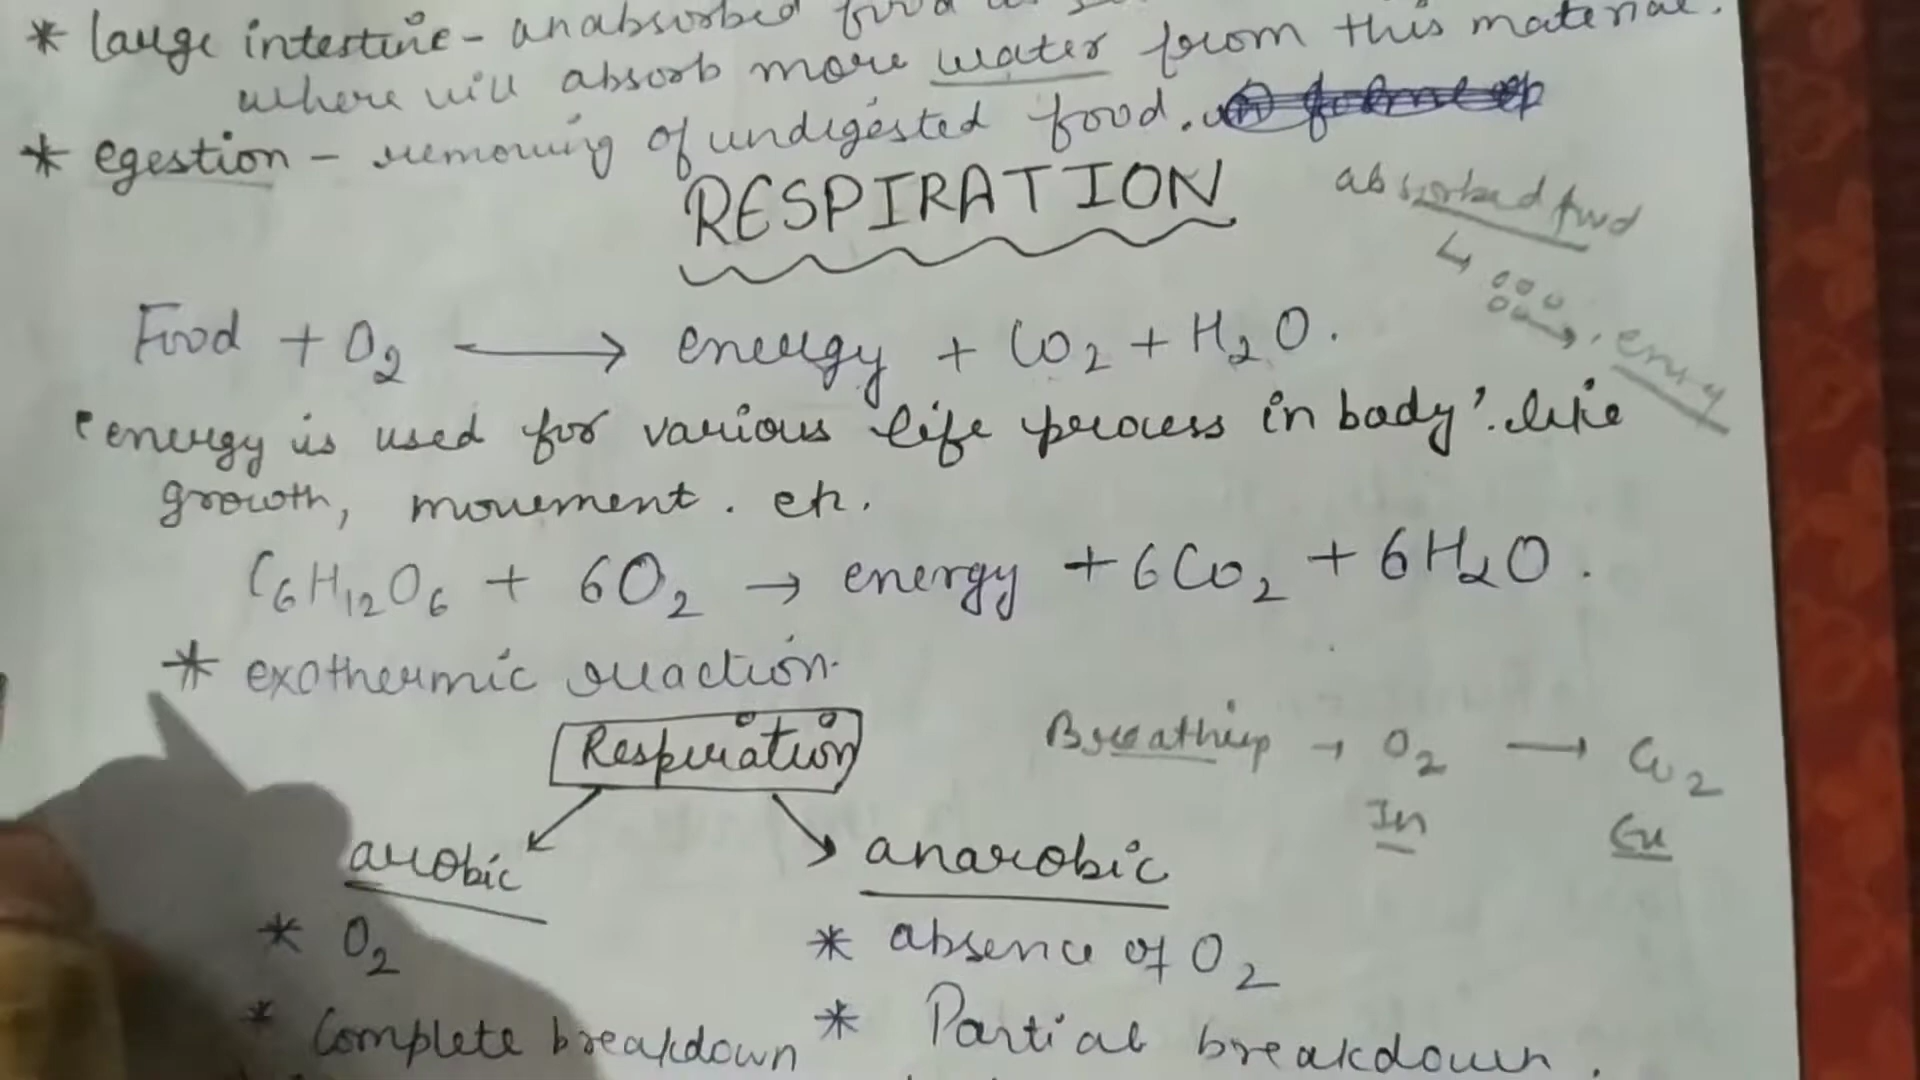 * large intestine - unabsorbed food
where will absorb more water from this material.
* egestion - removing of undigested food.
RESPIRATION
absorbed food
↳ energy
Food + O2 ⟶ energy + CO2 + H2O.
'energy is used for various life process in body'. like
growth, movement. etc.
C6H12O6 + 6O2 → energy + 6CO2 + 6H2O.
* exothermic reaction.
Respiration
Breathing → O2 → CO2
In
aerobic
anarobic
* O2
* absence of O2
* Complete breakdown
* Partial breakdown.